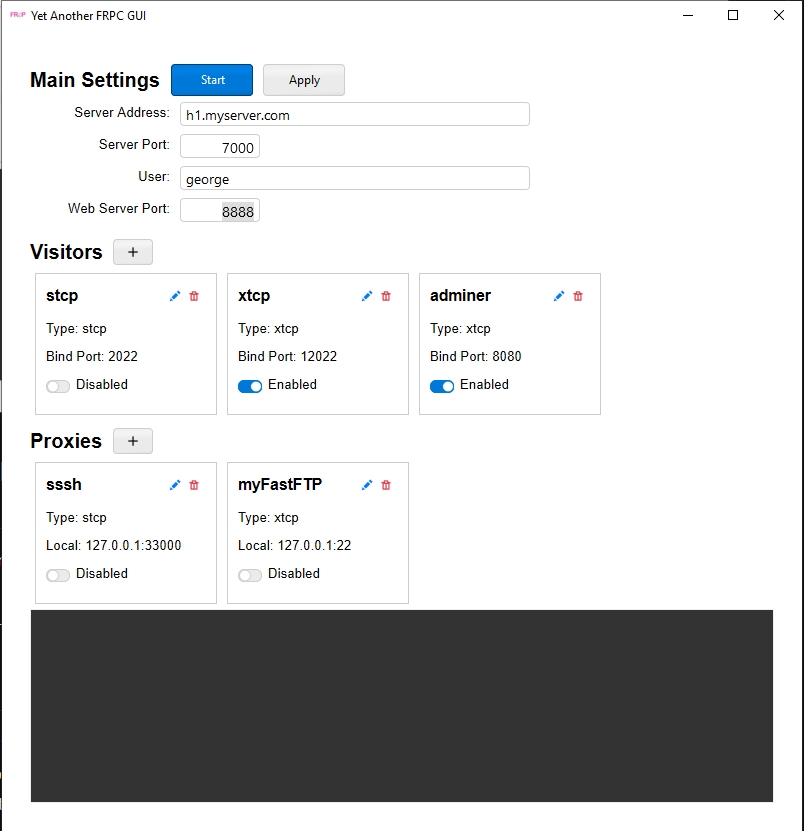 FRcP Yet Another FRPC GUI
Main Settings Start Apply
Server Address: h1.myserver.com
Server Port: 7000
User: george
Web Server Port: 8888
Visitors +
stcp xtcp adminer
Type: stcp Type: xtcp Type: xtcp
Bind Port: 2022 Bind Port: 12022 Bind Port: 8080
Disabled Enabled Enabled
Proxies +
sssh myFastFTP
Type: stcp Type: xtcp
Local: 127.0.0.1:33000 Local: 127.0.0.1:22
Disabled Disabled